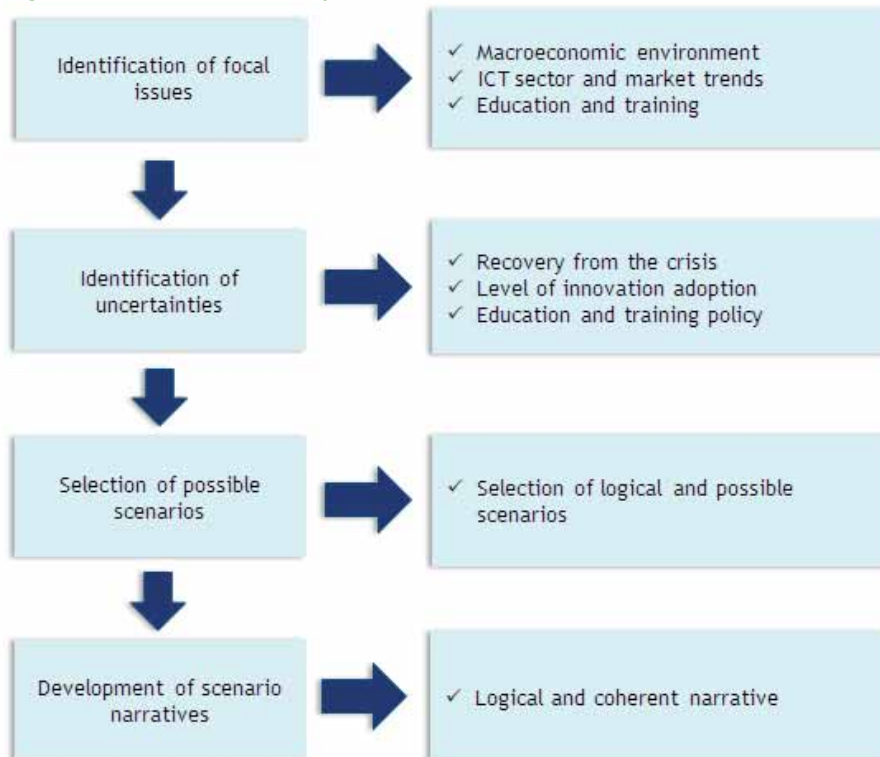 Identification of focal
issues
✓ Macroeconomic environment
✓ ICT sector and market trends
✓ Education and training
Identification of
uncertainties
✓ Recovery from the crisis
✓ Level of innovation adoption
✓ Education and training policy
Selection of possible
scenarios
✓ Selection of logical and possible
scenarios
Development of scenario
narratives
✓ Logical and coherent narrative